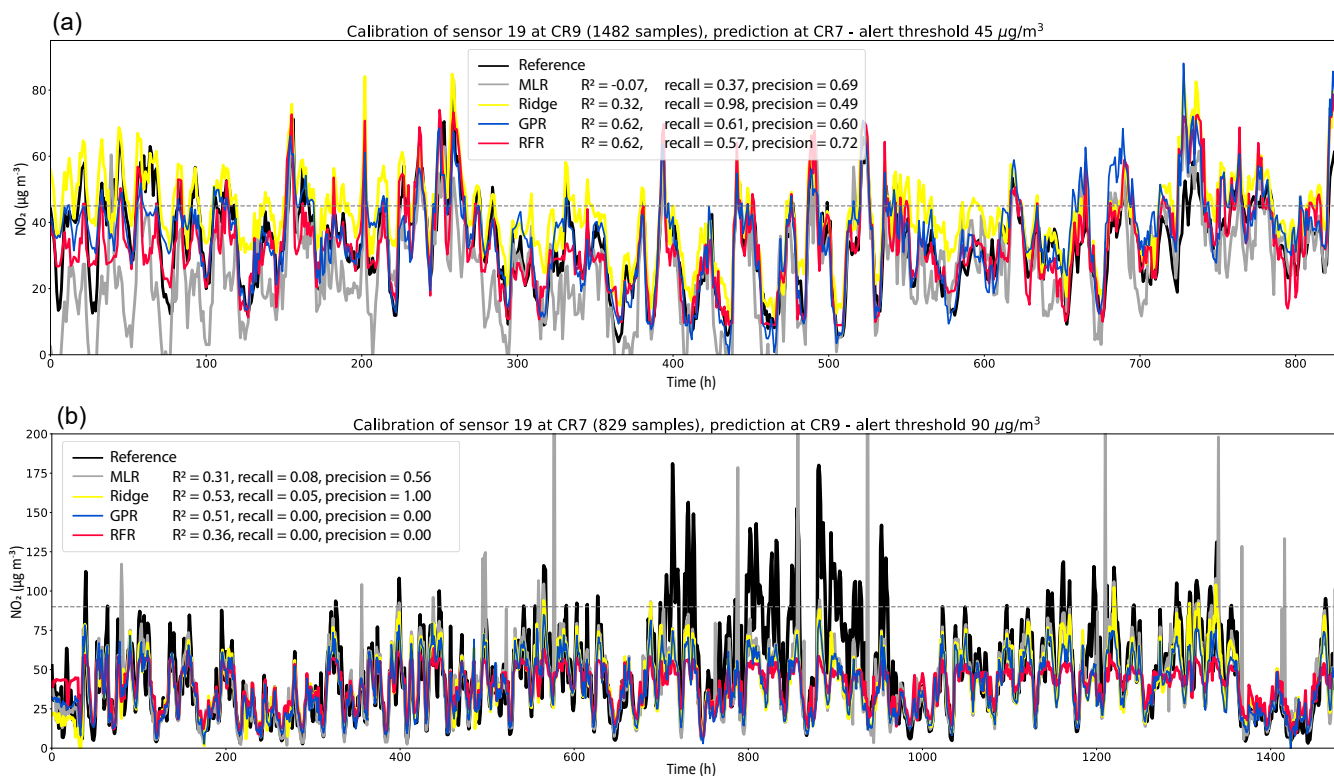 (a)
Calibration of sensor 19 at CR9 (1482 samples), prediction at CR7 - alert threshold 45 μg/m³
Reference
MLR R² = -0.07, recall = 0.37, precision = 0.69
Ridge R² = 0.32, recall = 0.98, precision = 0.49
GPR R² = 0.62, recall = 0.61, precision = 0.60
RFR R² = 0.62, recall = 0.57, precision = 0.72
NO₂ (µg m⁻³)
80
60
40
20
0
0 100 200 300 400 500 600 700 800
Time (h)
(b)
Calibration of sensor 19 at CR7 (829 samples), prediction at CR9 - alert threshold 90 μg/m³
Reference
MLR R² = 0.31, recall = 0.08, precision = 0.56
Ridge R² = 0.53, recall = 0.05, precision = 1.00
GPR R² = 0.51, recall = 0.00, precision = 0.00
RFR R² = 0.36, recall = 0.00, precision = 0.00
NO₂ (µg m⁻³)
200
175
150
125
100
75
50
25
0
0 200 400 600 800 1000 1200 1400
Time (h)